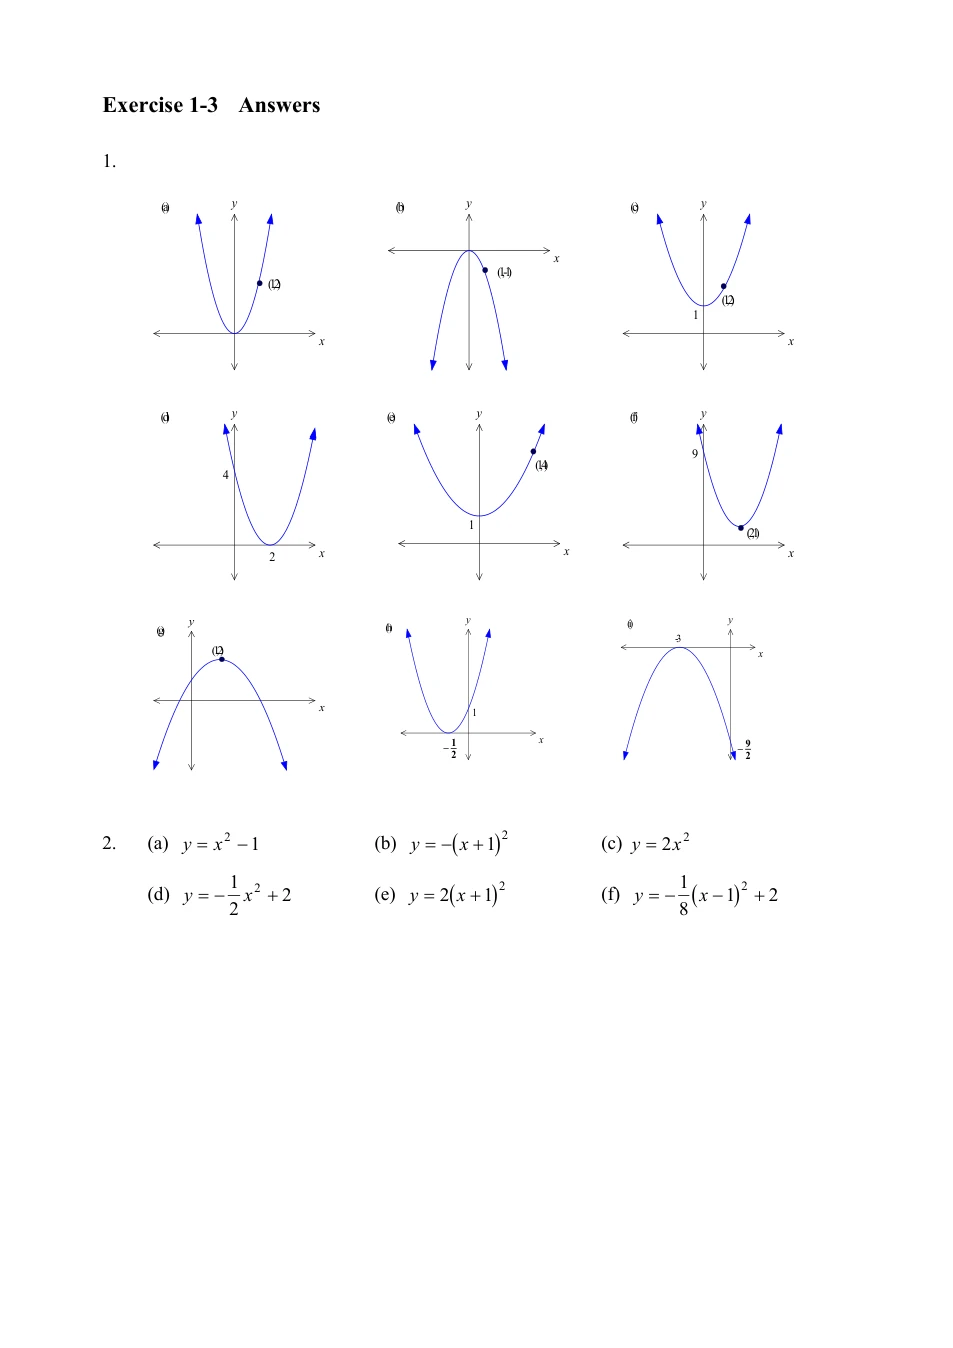 Exercise 1-3 Answers
1.
(a) y (b) y (c) y
x
(1,-1)
(1,2) (1,2)
1
x x
(d) y (e) y (f) y
9
4 (1,4)
1 (2,1)
2 x x x
(g) y (h) y (i) y
-3
(1,2) x
x 1
x
-1/2 -9/2
2. (a) y = x² − 1 (b) y = −(x + 1)² (c) y = 2x²
(d) y = −1/2 x² + 2 (e) y = 2(x + 1)² (f) y = −1/8 (x − 1)² + 2